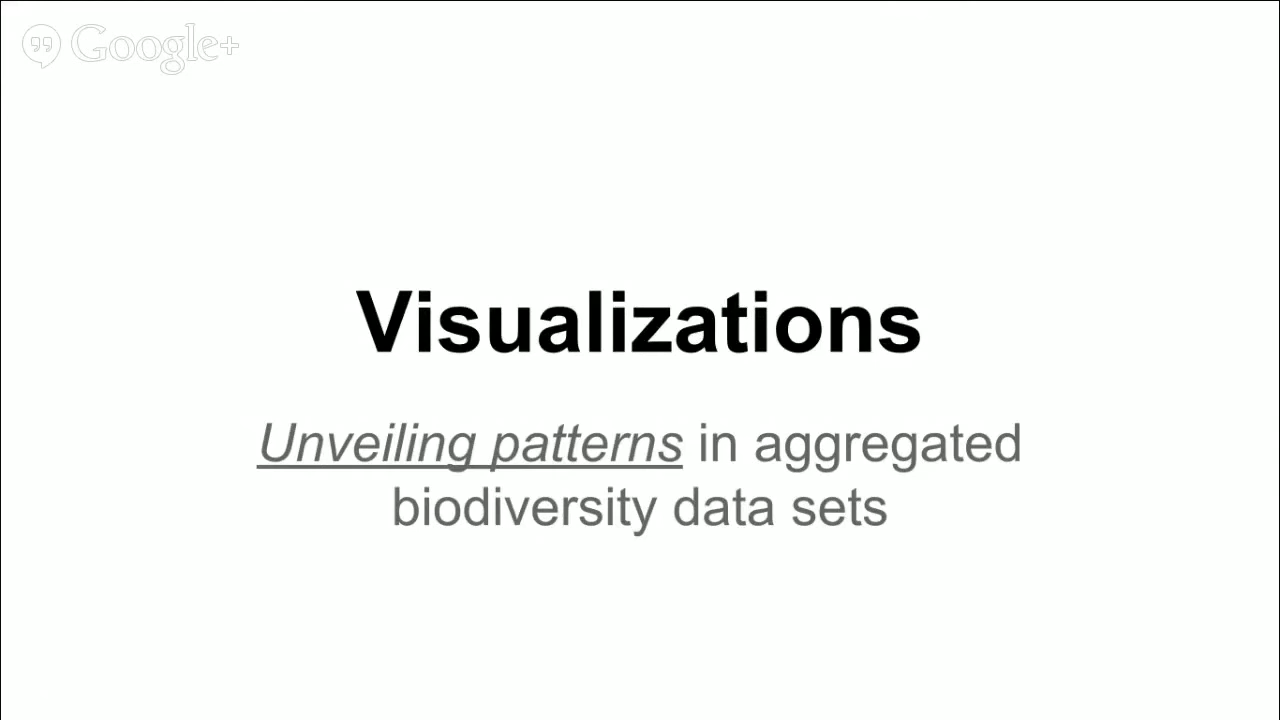 Google+
Visualizations
Unveiling patterns in aggregated
biodiversity data sets